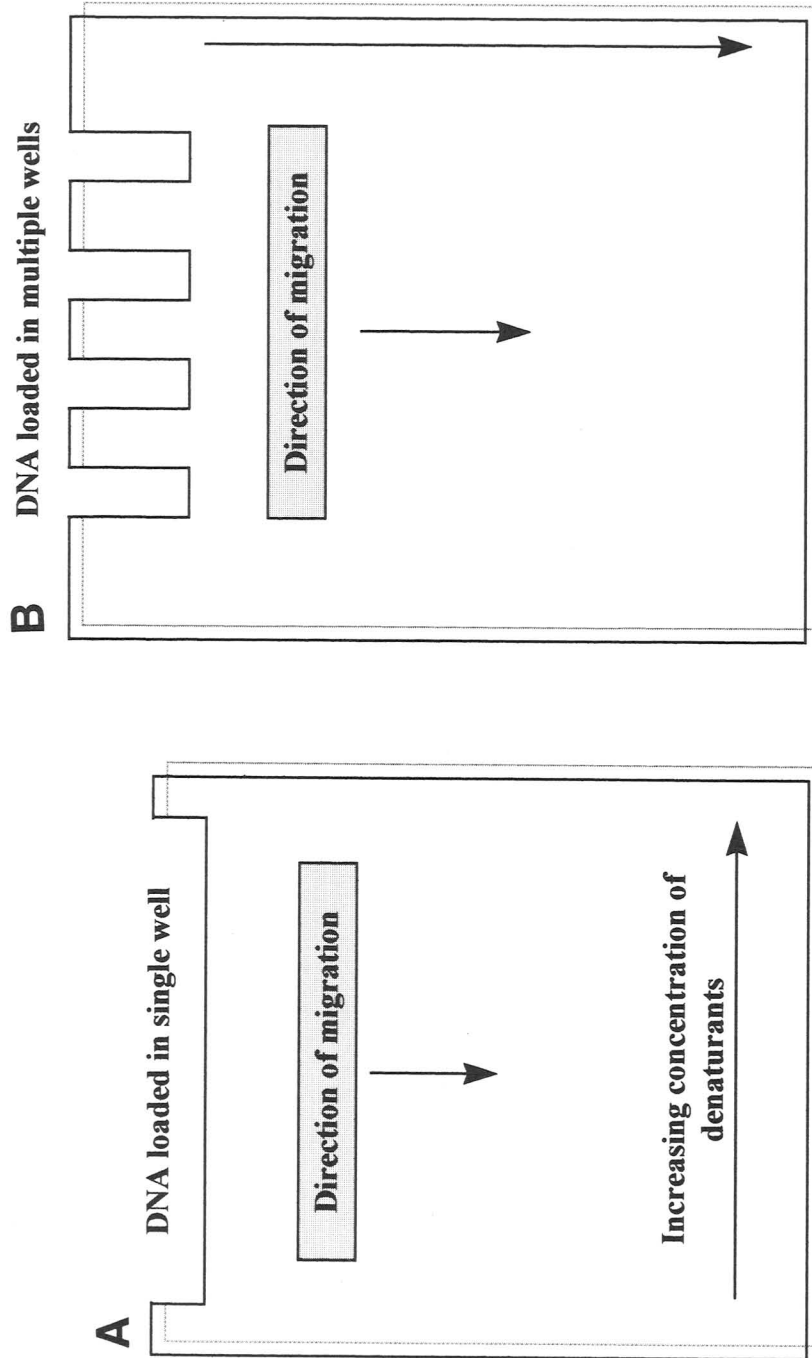 A
DNA loaded in single well
Direction of migration
Increasing concentration of
denaturants
B
DNA loaded in multiple wells
Direction of migration